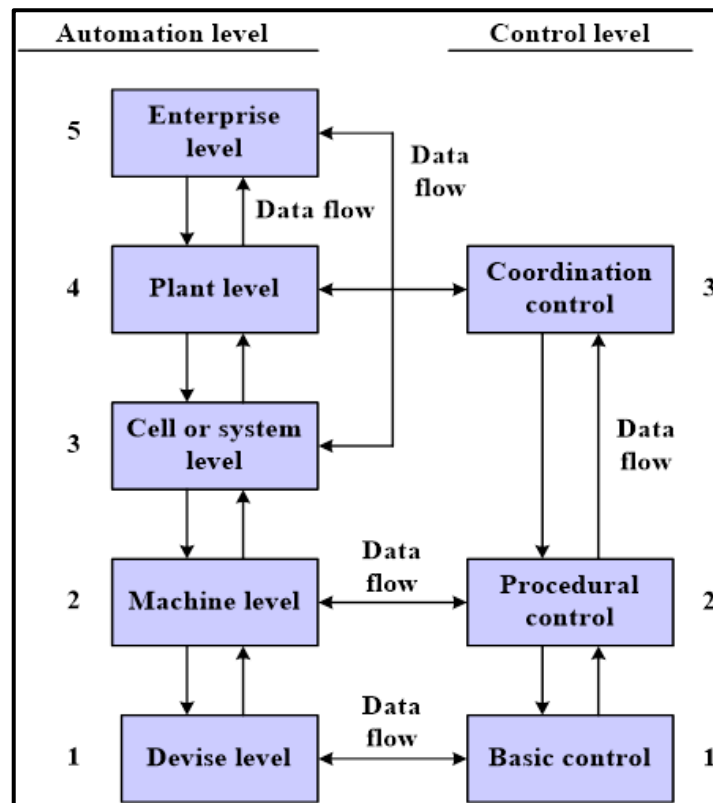 Automation level
Control level
5
Enterprise
level
Data
flow
Data flow
4
Plant level
Coordination
control
3
3
Cell or system
level
Data
flow
2
Machine level
Data
flow
Procedural
control
2
1
Devise level
Data
flow
Basic control
1